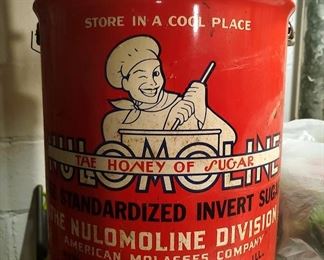 STORE IN A COOL PLACE
NULOMOLINE
THE HONEY OF SUGAR
STANDARDIZED INVERT SUGAR
THE NULOMOLINE DIVISION
AMERICAN MOLASSES COMPANY